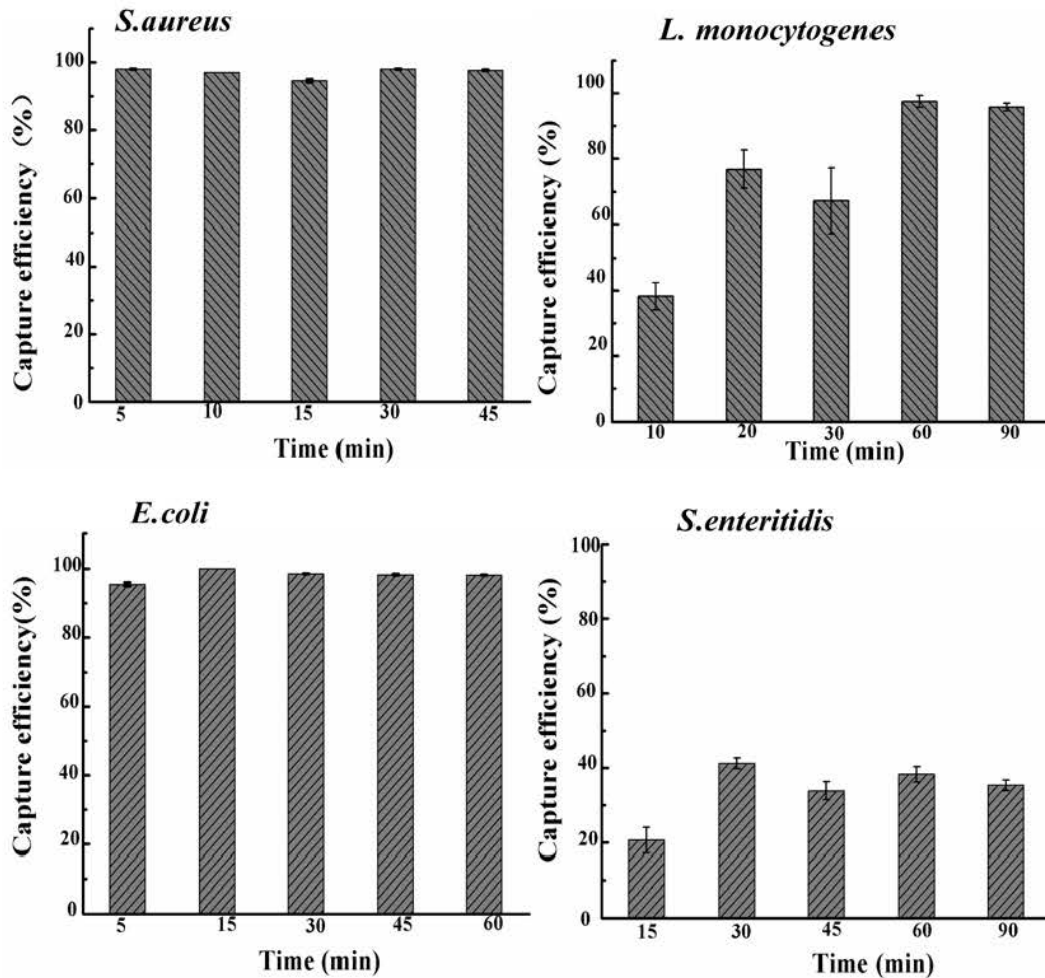 S.aureus
Capture efficiency (%)
100
80
60
40
20
0
5 10 15 30 45
Time (min)
L. monocytogenes
Capture efficiency (%)
100
80
60
40
20
0
10 20 30 60 90
Time (min)
E.coli
Capture efficiency(%)
100
80
60
40
20
0
5 15 30 45 60
Time (min)
S.enteritidis
Capture efficiency (%)
100
80
60
40
20
0
15 30 45 60 90
Time (min)